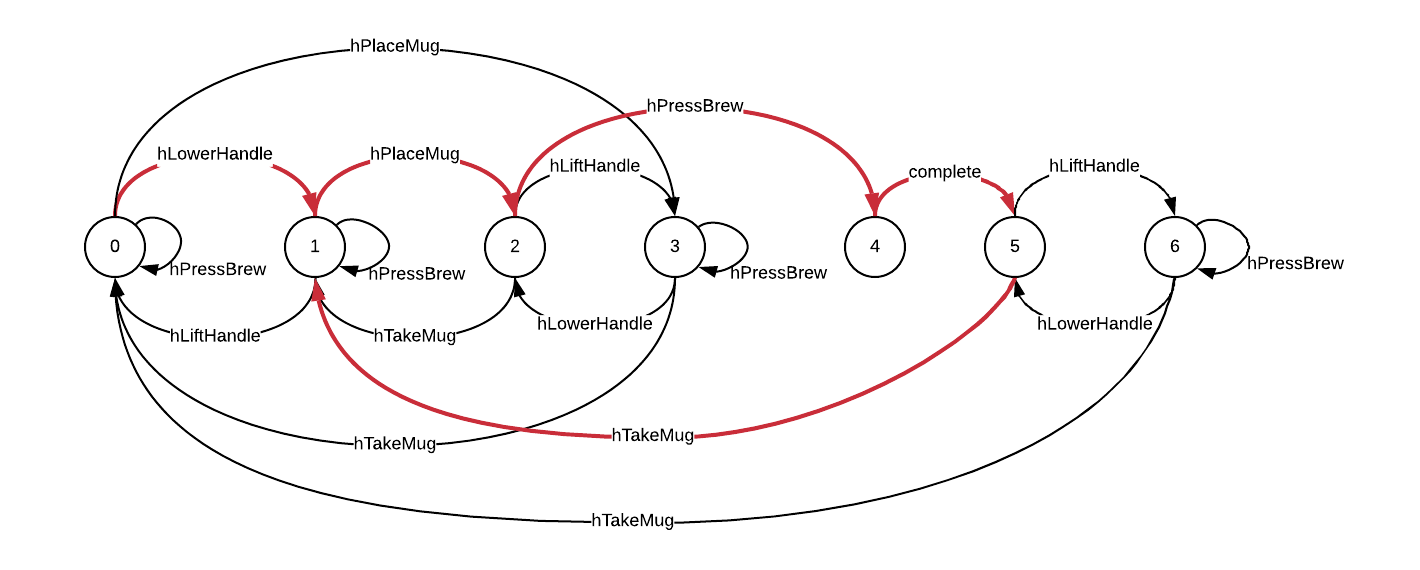 hPlaceMug
hPressBrew
hLowerHandle
hPlaceMug
hLiftHandle
complete
hLiftHandle
0
1
2
3
4
5
6
hPressBrew
hPressBrew
hPressBrew
hPressBrew
hLiftHandle
hTakeMug
hLowerHandle
hLowerHandle
hTakeMug
hTakeMug
hTakeMug